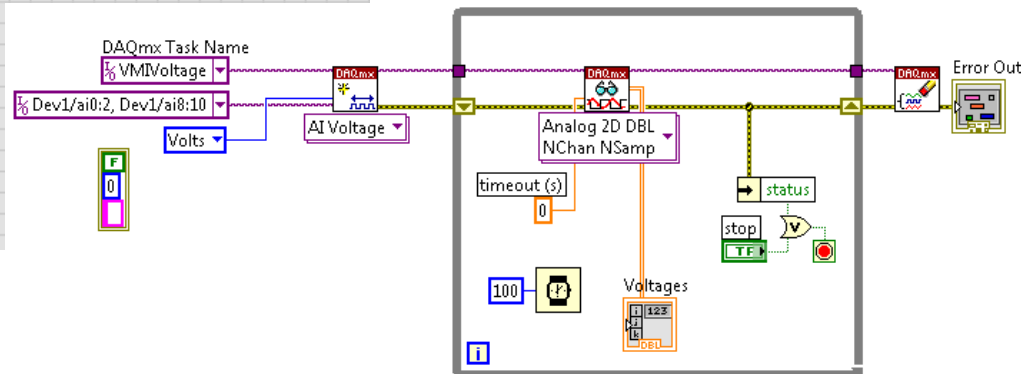 DAQmx Task Name
I/O VMIVoltage
I/O Dev1/ai0:2, Dev1/ai8:10
Volts
DAQmx
AI Voltage
F
0
DAQmx
Analog 2D DBL
NChan NSamp
timeout (s)
0
100
Voltages
i
j
k
123
DBL
i
status
stop
TF
V
DAQmx
Error Out